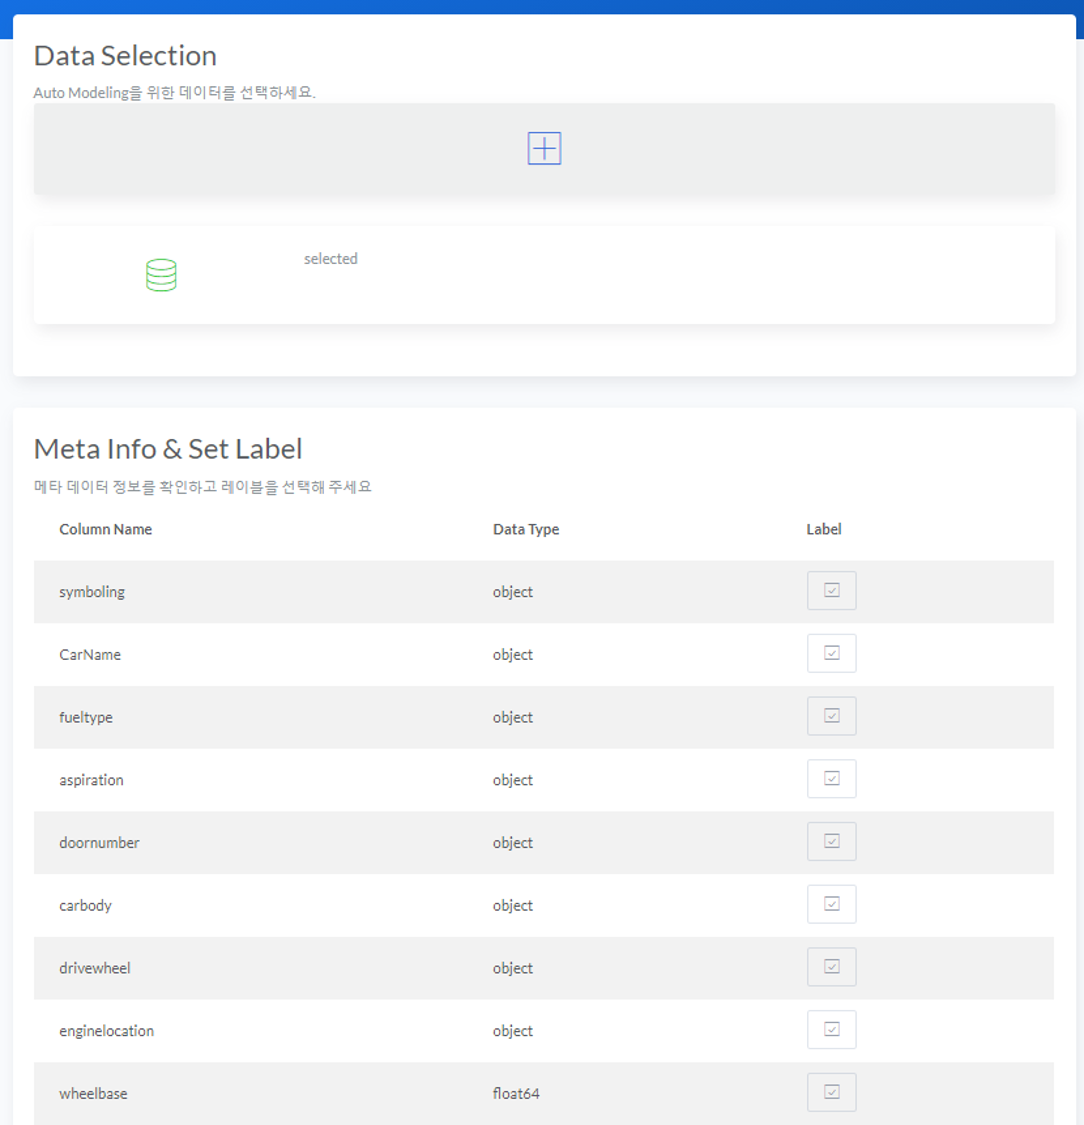 Data Selection
Auto Modeling을 위한 데이터를 선택하세요.
selected
Meta Info & Set Label
메타 데이터 정보를 확인하고 레이블을 선택해 주세요
Column Name Data Type Label
symboling object
CarName object
fueltype object
aspiration object
doornumber object
carbody object
drivewheel object
enginelocation object
wheelbase float64